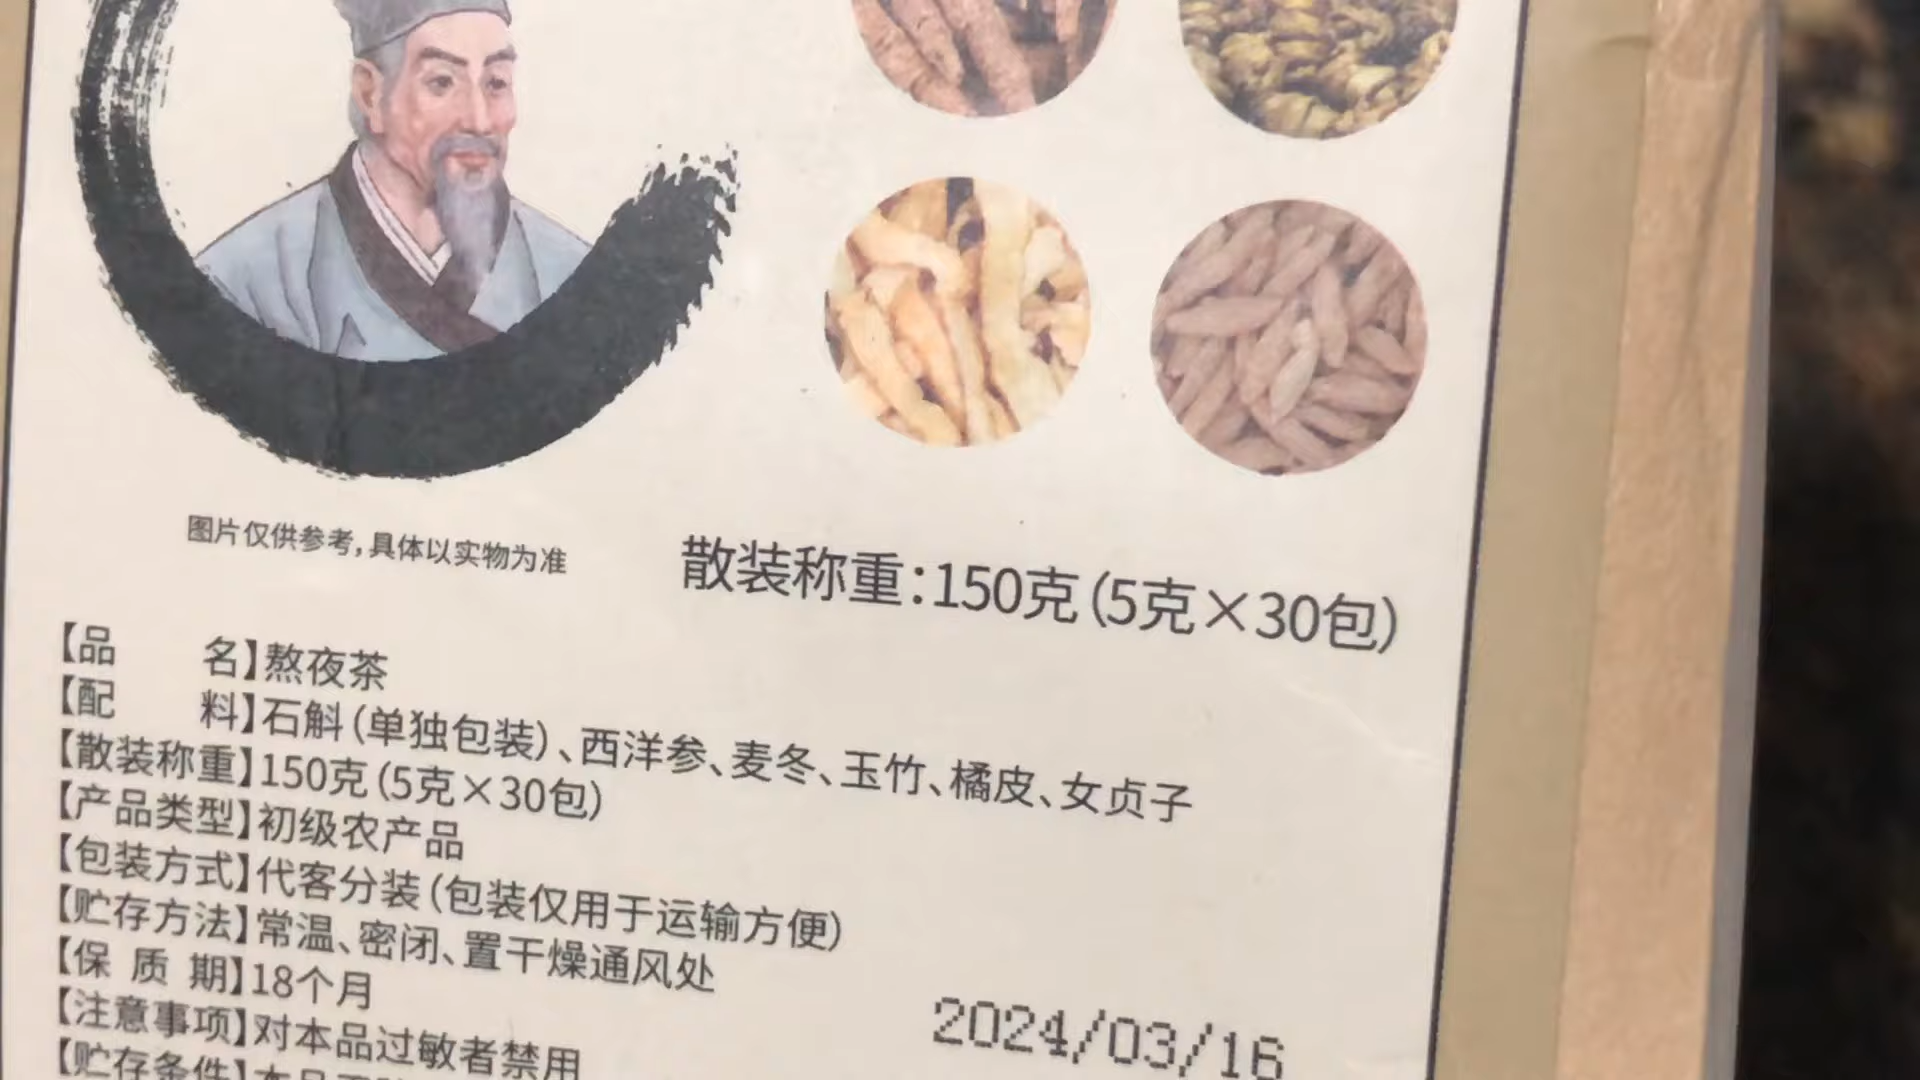 图片仅供参考,具体以实物为准
散装称重:150克(5克×30包)
【品 名】熬夜茶
【配 料】石斛(单独包装)、西洋参、麦冬、玉竹、橘皮、女贞子
【散装称重】150克(5克×30包)
【产品类型】初级农产品
【包装方式】代客分装(包装仅用于运输方便)
【贮存方法】常温、密闭、置干燥通风处
【保 质 期】18个月
【注意事项】对本品过敏者禁用
2024/03/16
【贮存条件】本品